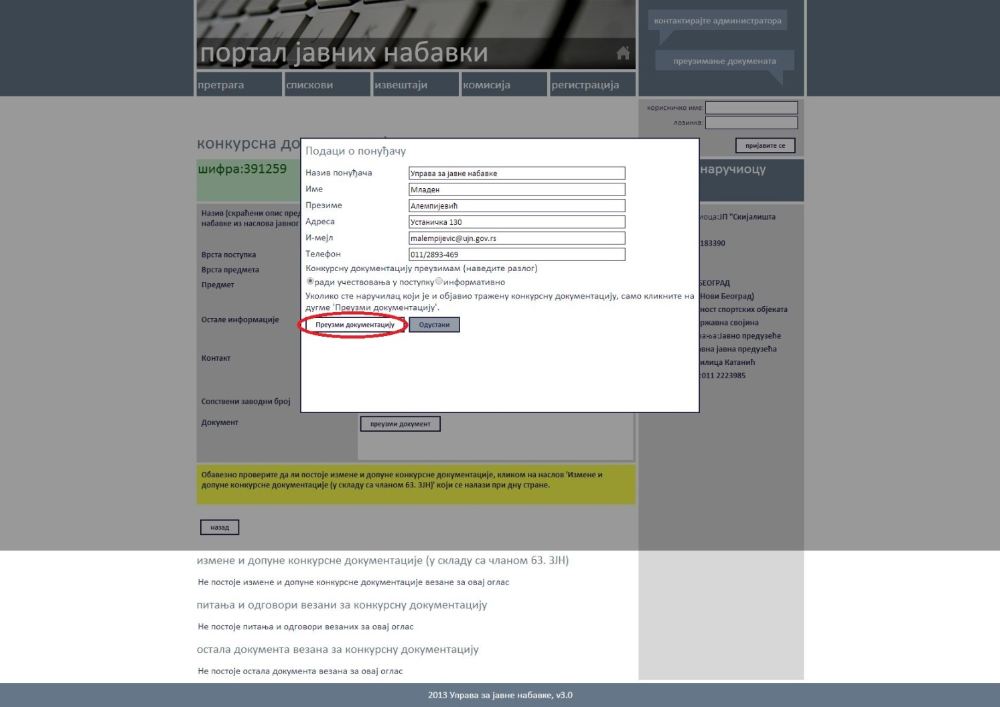 контактирајте администратора
портал јавних набавки
преузимање докумената
претрага
спискови
извештаји
комисија
регистрација
корисничко име:
лозинка:
пријавите се
конкурсна
шифра:391259
наручиоцу
Подаци о понуђачу
Назив понуђача Управа за јавне набавке
Име Младен
Презиме Алемпијевић
Адреса Устаничка 130
И-мејл malempijevic@ujn.gov.rs
Телефон 011/2893-469
Конкурсну документацију преузимам (наведите разлог)
ради учествовања у поступку информативно
Уколико сте наручилац који је и објавио тражену конкурсну документацију, само кликните на
дугме 'Преузми документацију'.
Преузми документацију Одустани
Назив (скраћени опис
набавке из наслова јавног
Врста поступка
Врста предмета
Предмет
Остале информације
Контакт
Сопствени заводни број
Документ
преузми документ
ЈП "Скијалишта
183390
БЕОГРАД
Нови Београд)
спортских објеката
државна својина
Јавно предузеће
јавна предузећа
Катанић
:011 2223985
Обавезно проверите да ли постоје измене и допуне конкурсне документације, кликом на наслов 'Измене и
допуне конкурсне документације (у складу са чланом 63. ЗЈН)' који се налази при дну стране.
назад
измене и допуне конкурсне документације (у складу са чланом 63. ЗЈН)
Не постоје измене и допуне конкурсне документације везане за овај оглас
питања и одговори везани за конкурсну документацију
Не постоје питања и одговори везаних за овај оглас
остала документа везана за конкурсну документацију
Не постоје остала документа везана за овај оглас
2013 Управа за јавне набавке, v3.0